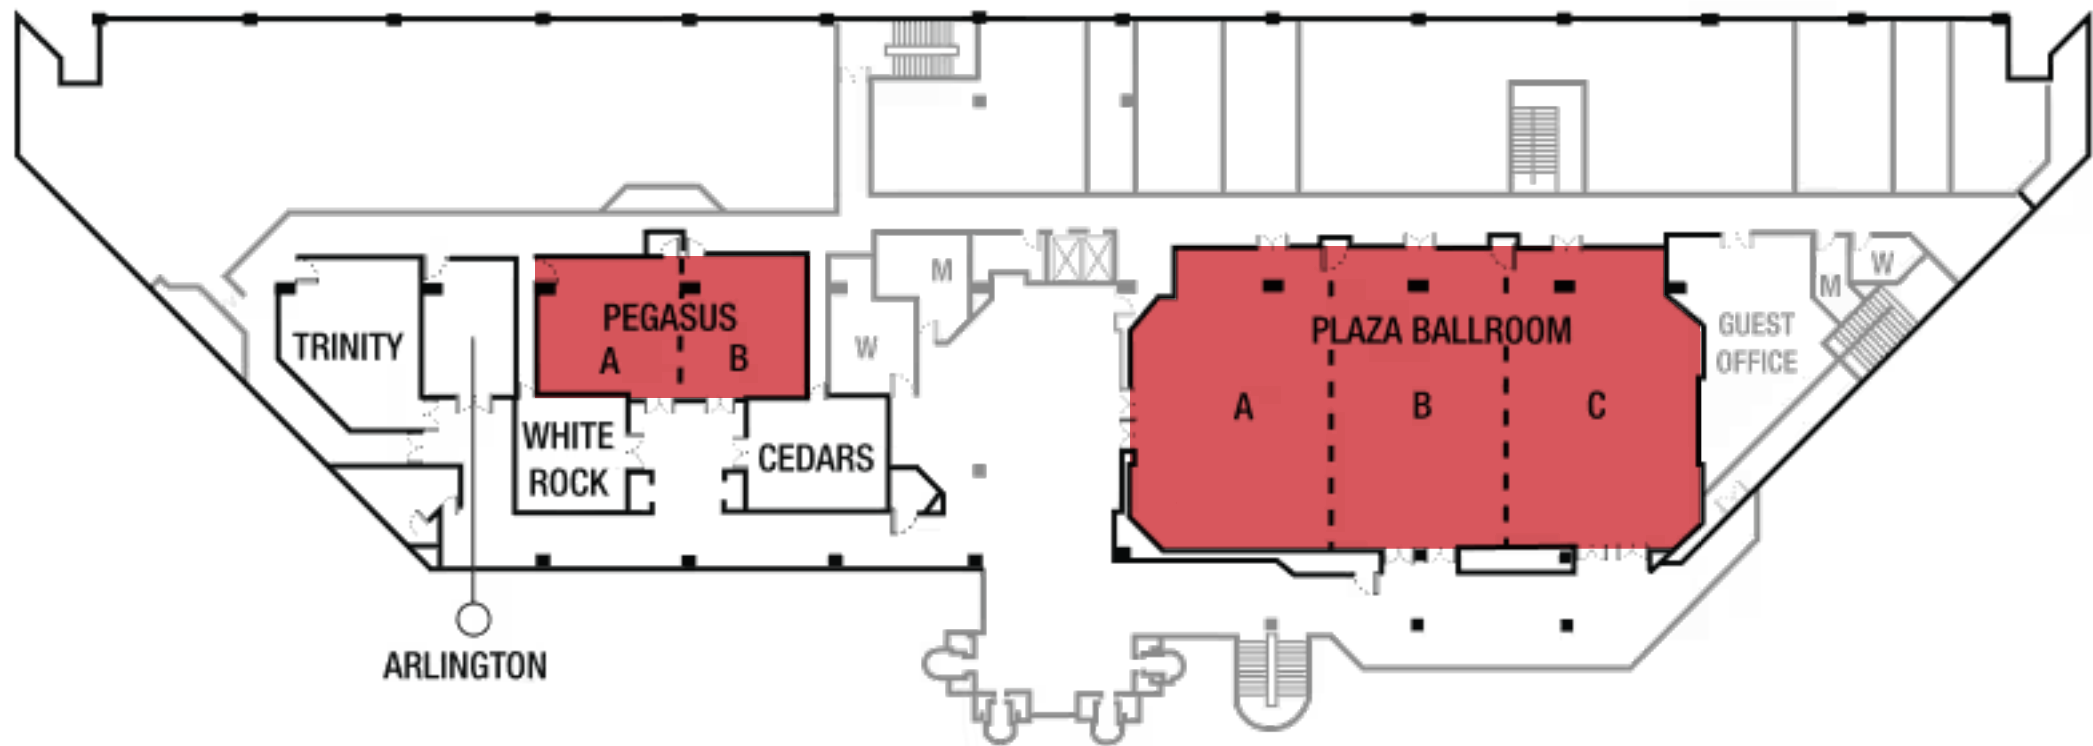 TRINITY
PEGASUS
A
B
WHITE
ROCK
CEDARS
W
M
PLAZA BALLROOM
A
B
C
GUEST
OFFICE
M
W
ARLINGTON